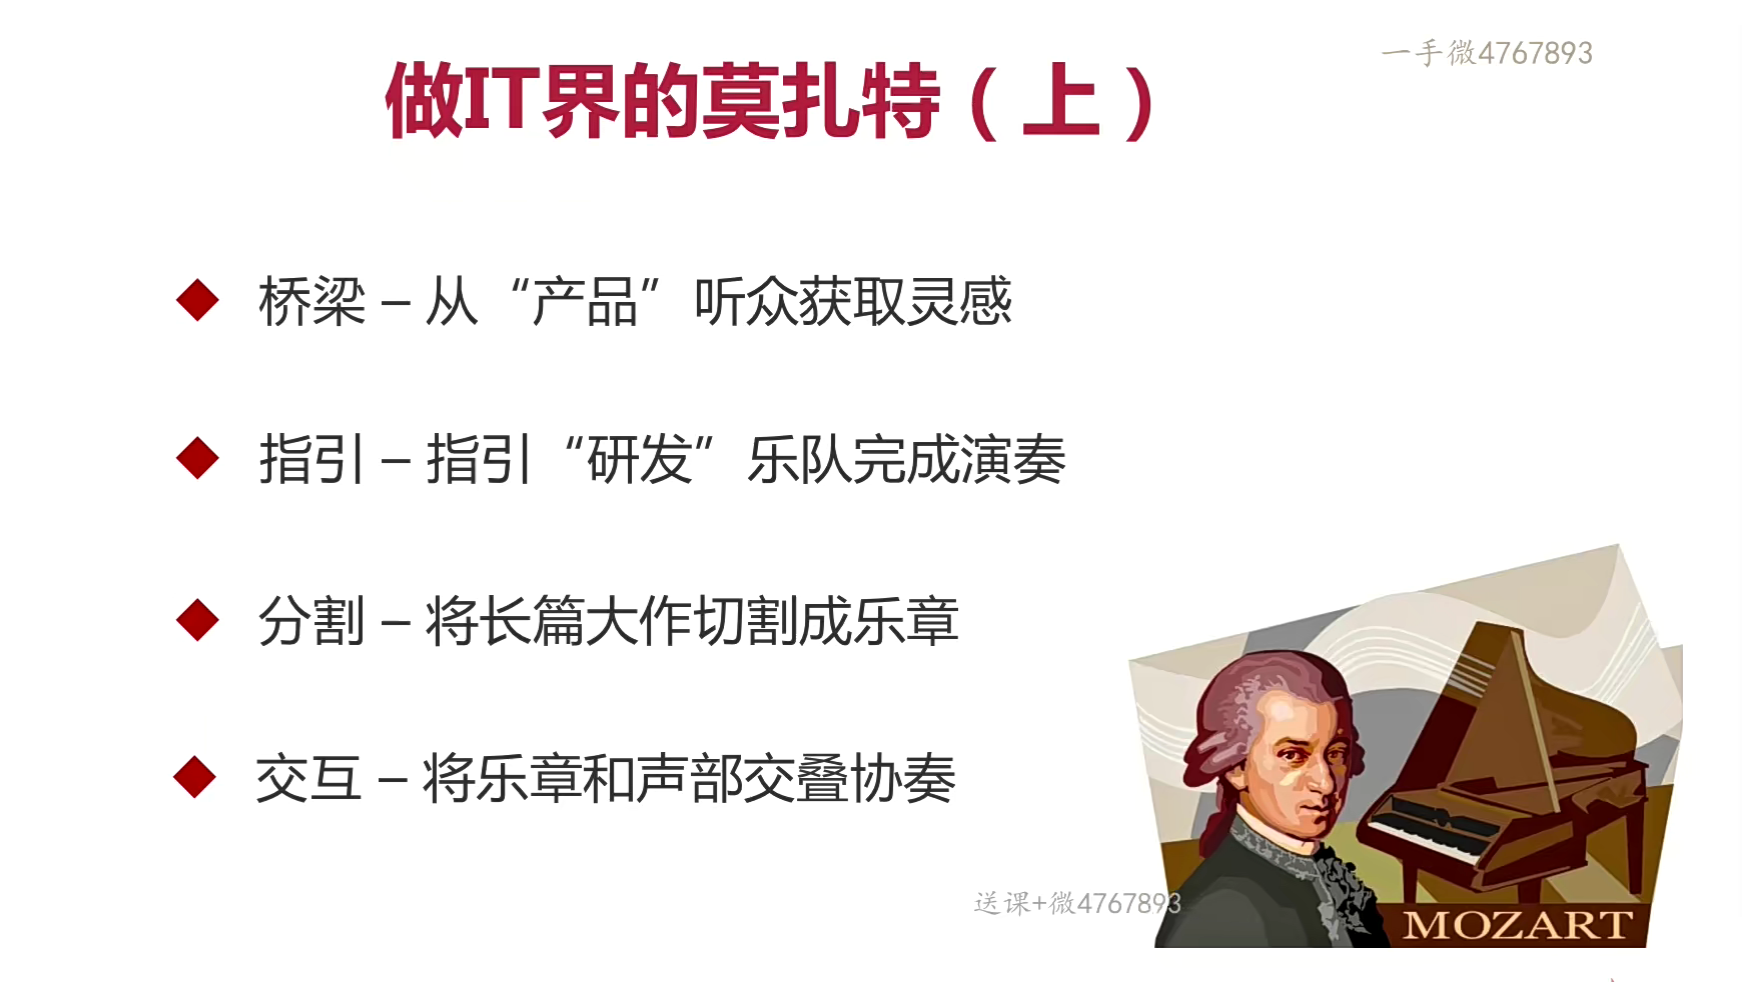 一手微4767893
做IT界的莫扎特（上）
桥梁 – 从“产品”听众获取灵感
指引 – 指引“研发”乐队完成演奏
分割 – 将长篇大作切割成乐章
交互 – 将乐章和声部交叠协奏
送课+微4767893
MOZART